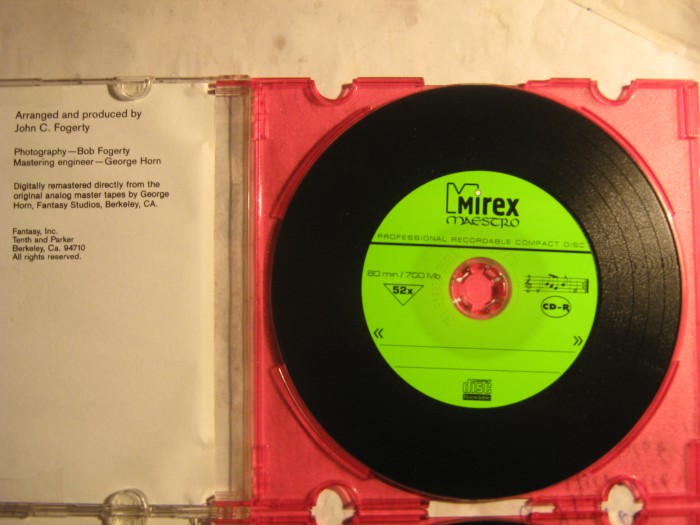 Arranged and produced by
John C. Fogerty
Photography—Bob Fogerty
Mastering engineer—George Horn
Digitally remastered directly from the
original analog master tapes by George
Horn, Fantasy Studios, Berkeley, CA.
Fantasy, Inc.
Tenth and Parker
Berkeley, Ca. 94710
All rights reserved.
Mirex
MAESTRO
PROFESSIONAL RECORDABLE COMPACT DISC
80 min / 700 Mb
52x
CD-R
« »
disc
Recordable